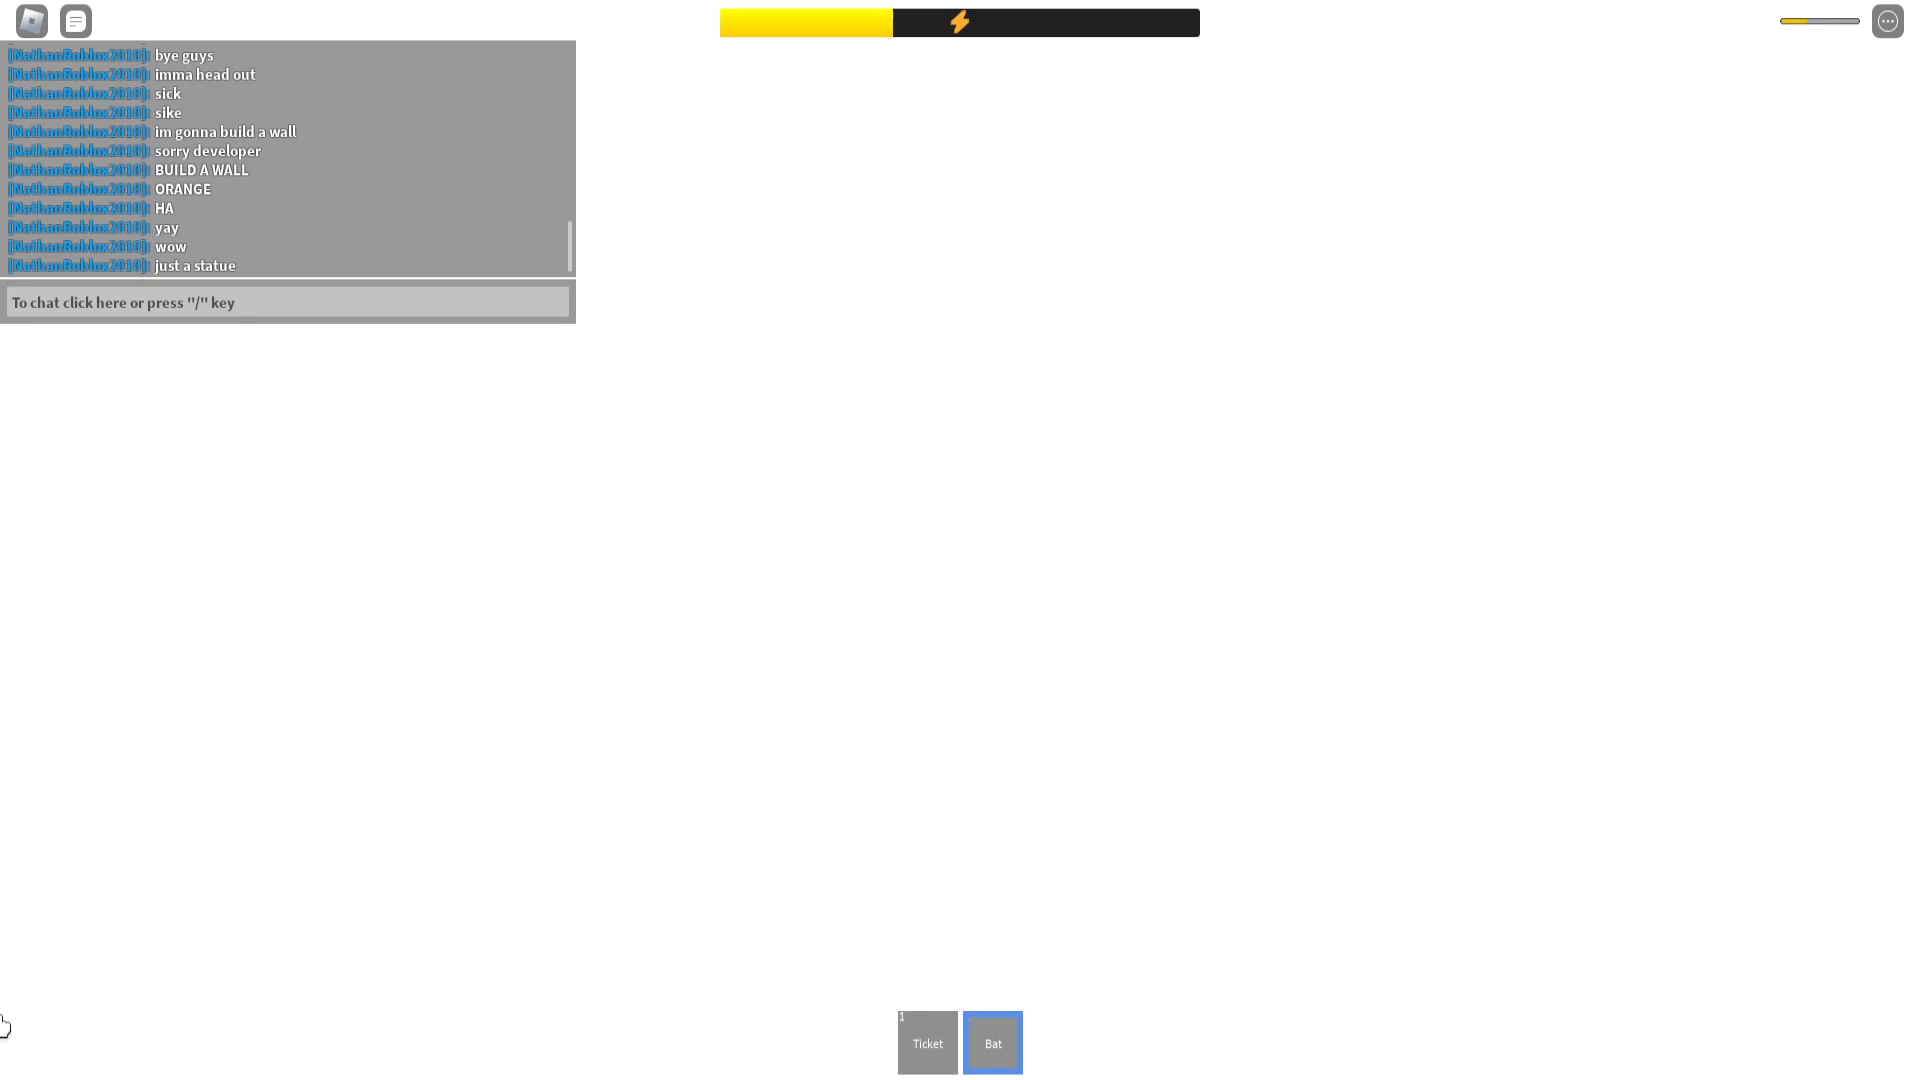 [NathanRoblox2010]: bye guys
[NathanRoblox2010]: imma head out
[NathanRoblox2010]: sick
[NathanRoblox2010]: sike
[NathanRoblox2010]: im gonna build a wall
[NathanRoblox2010]: sorry developer
[NathanRoblox2010]: BUILD A WALL
[NathanRoblox2010]: ORANGE
[NathanRoblox2010]: HA
[NathanRoblox2010]: yay
[NathanRoblox2010]: wow
[NathanRoblox2010]: just a statue
To chat click here or press "/" key
1
Ticket
Bat